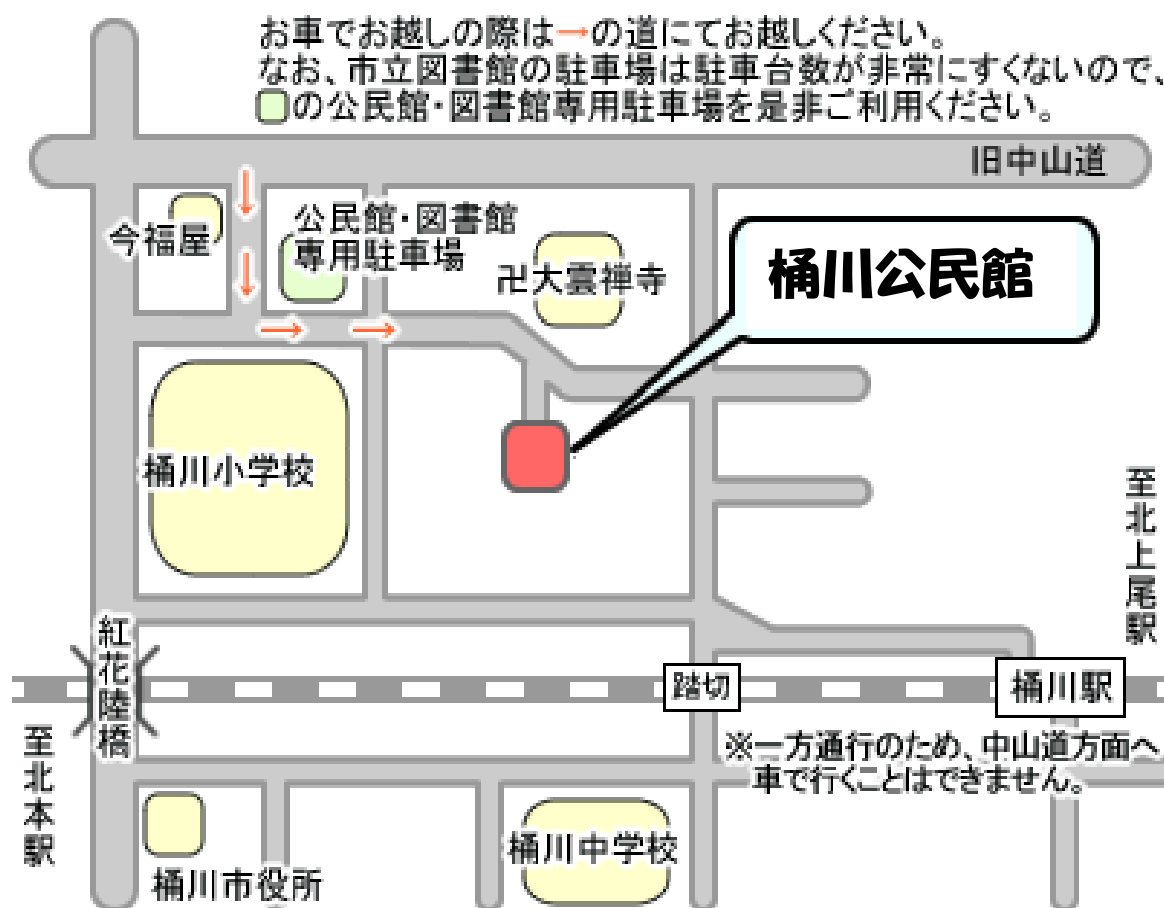 お車でお越しの際は→の道にてお越しください。
なお、市立図書館の駐車場は駐車台数が非常にすくないので、
の公民館・図書館専用駐車場を是非ご利用ください。
旧中山道
今福屋
公民館・図書館
専用駐車場
卍大雲禅寺
桶川公民館
桶川小学校
至北上尾駅
紅花陸橋
踏切
桶川駅
至北本駅
※一方通行のため、中山道方面へ
車で行くことはできません。
桶川市役所
桶川中学校